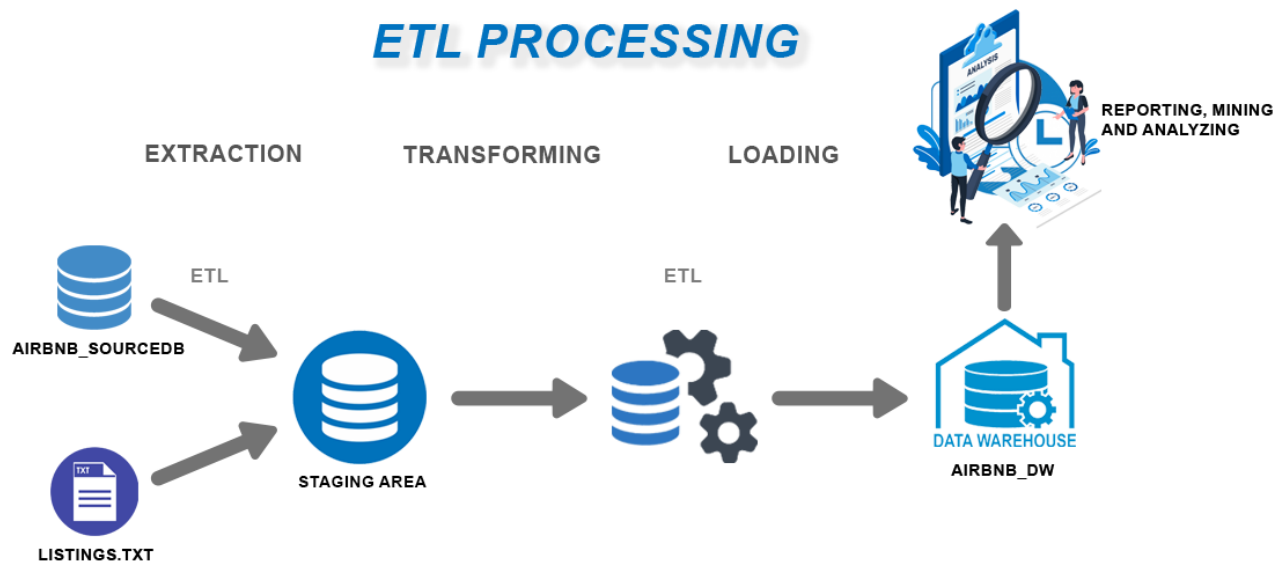 ETL PROCESSING
ANALYSIS
REPORTING, MINING
AND ANALYZING
EXTRACTION
TRANSFORMING
LOADING
ETL
ETL
AIRBNB_SOURCEDB
STAGING AREA
DATA WAREHOUSE
AIRBNB_DW
TXT
LISTINGS.TXT